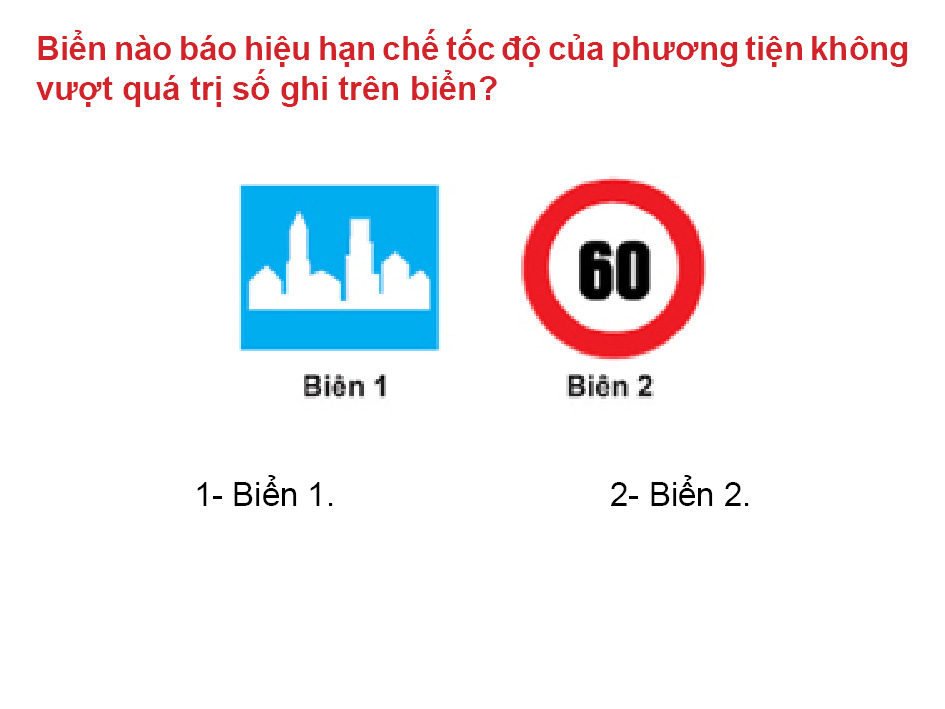 Biển nào báo hiệu hạn chế tốc độ của phương tiện không
vượt quá trị số ghi trên biển?
60
Biển 1 Biển 2
1- Biển 1. 2- Biển 2.